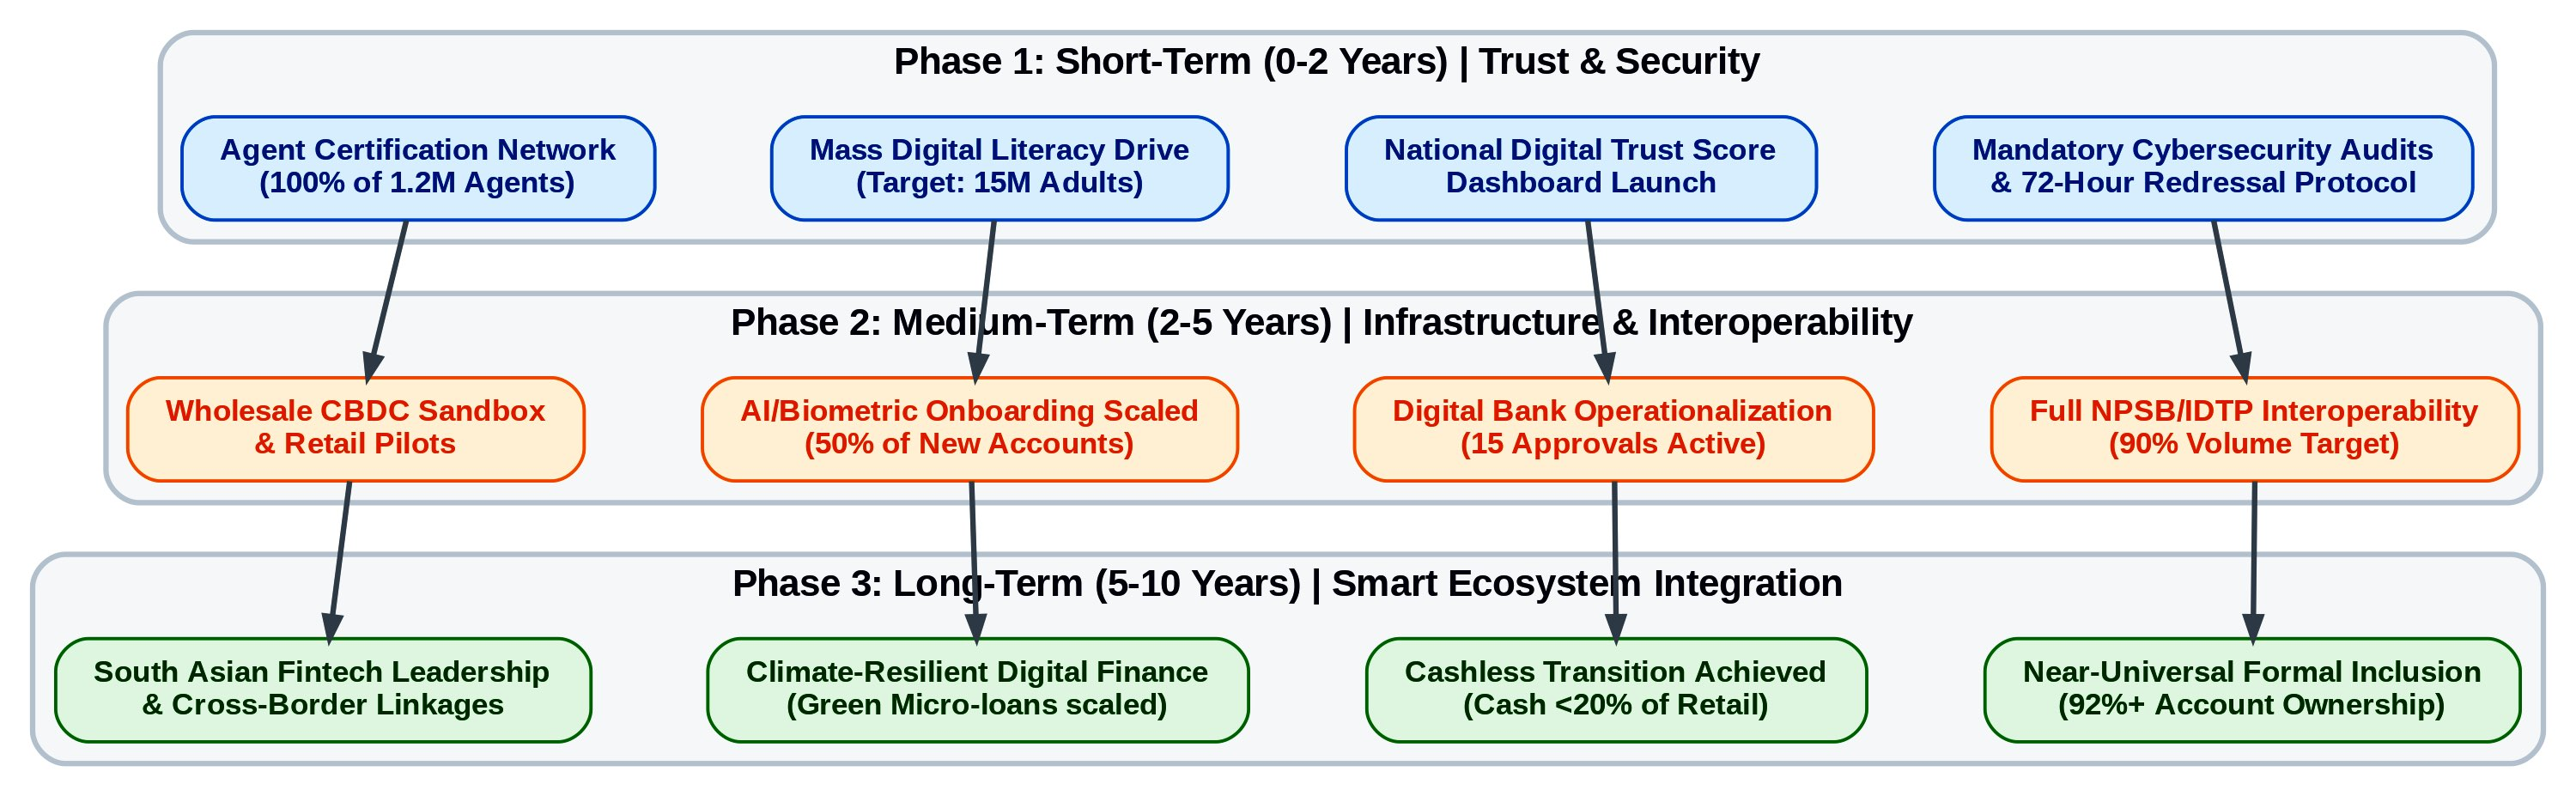 Phase 1: Short-Term (0-2 Years) | Trust & Security
Agent Certification Network
(100% of 1.2M Agents)
Mass Digital Literacy Drive
(Target: 15M Adults)
National Digital Trust Score
Dashboard Launch
Mandatory Cybersecurity Audits
& 72-Hour Redressal Protocol
Phase 2: Medium-Term (2-5 Years) | Infrastructure & Interoperability
Wholesale CBDC Sandbox
& Retail Pilots
AI/Biometric Onboarding Scaled
(50% of New Accounts)
Digital Bank Operationalization
(15 Approvals Active)
Full NPSB/IDTP Interoperability
(90% Volume Target)
Phase 3: Long-Term (5-10 Years) | Smart Ecosystem Integration
South Asian Fintech Leadership
& Cross-Border Linkages
Climate-Resilient Digital Finance
(Green Micro-loans scaled)
Cashless Transition Achieved
(Cash <20% of Retail)
Near-Universal Formal Inclusion
(92%+ Account Ownership)